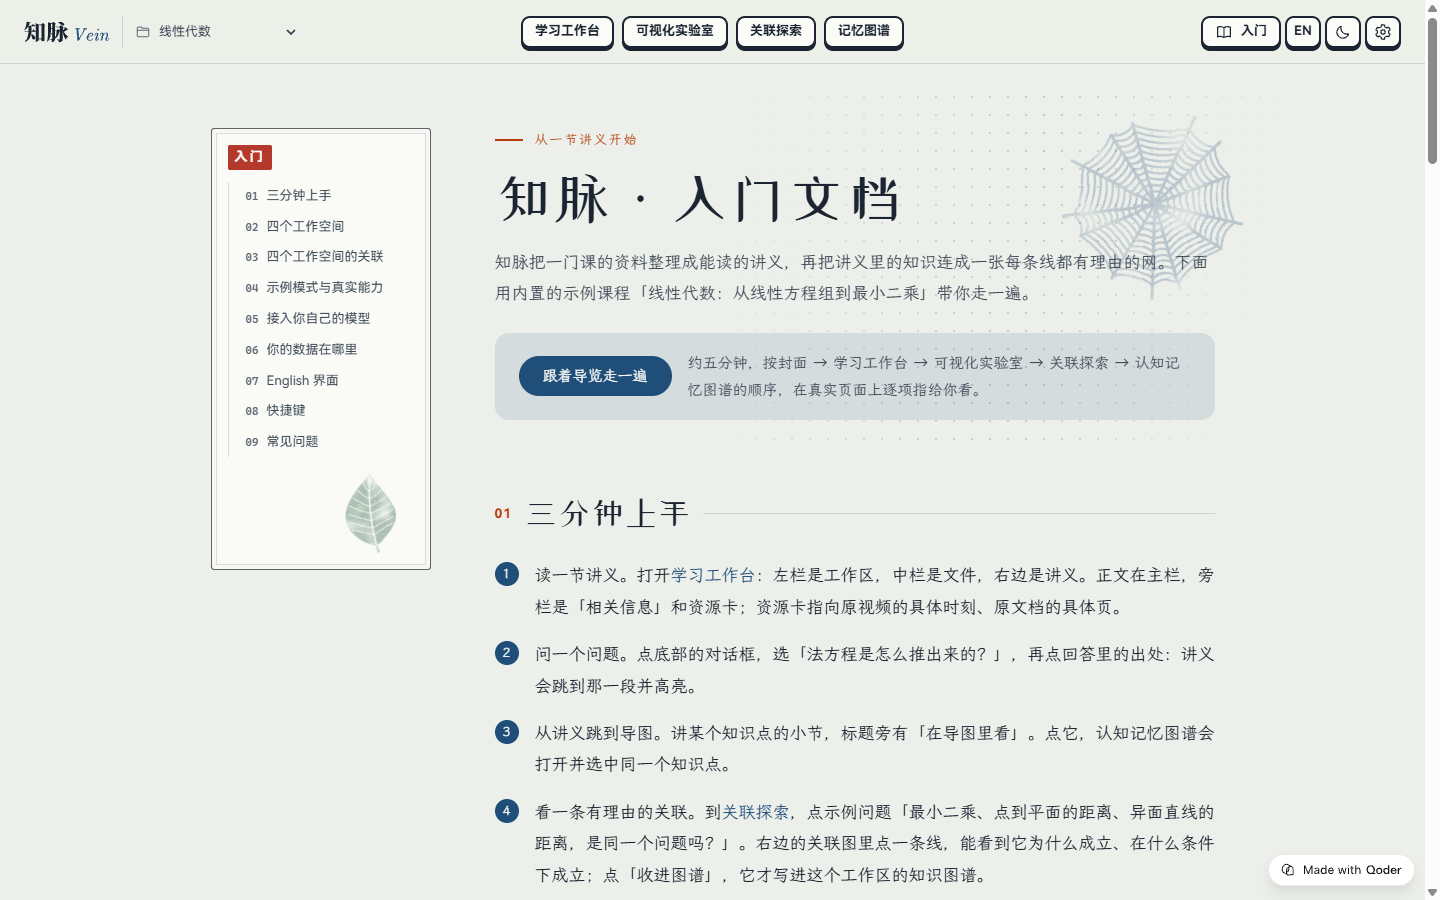 知脉 Vein
线性代数
学习工作台
可视化实验室
关联探索
记忆图谱
入门
EN
入门
01 三分钟上手
02 四个工作空间
03 四个工作空间的关联
04 示例模式与真实能力
05 接入你自己的模型
06 你的数据在哪里
07 English 界面
08 快捷键
09 常见问题
从一节讲义开始
知脉 · 入门文档
知脉把一门课的资料整理成能读的讲义，再把讲义里的知识连成一张每条线都有理由的网。下面
用内置的示例课程「线性代数：从线性方程组到最小二乘」带你走一遍。
跟着导览走一遍
约五分钟，按封面 → 学习工作台 → 可视化实验室 → 关联探索 → 认知记
忆图谱的顺序，在真实页面上逐项指给你看。
01 三分钟上手
1 读一节讲义。打开学习工作台：左栏是工作区，中栏是文件，右边是讲义。正文在主栏，旁
栏是「相关信息」和资源卡；资源卡指向原视频的具体时刻、原文档的具体页。
2 问一个问题。点底部的对话框，选「法方程是怎么推出来的？」，再点回答里的出处：讲义
会跳到那一段并高亮。
3 从讲义跳到导图。讲某个知识点的小节，标题旁有「在导图里看」。点它，认知记忆图谱会
打开并选中同一个知识点。
4 看一条有理由的关联。到关联探索，点示例问题「最小二乘、点到平面的距离、异面直线的
距离，是同一个问题吗？」。右边的关联图里点一条线，能看到它为什么成立、在什么条件
下成立；点「收进图谱」，它才写进这个工作区的知识图谱。
Made with Qoder